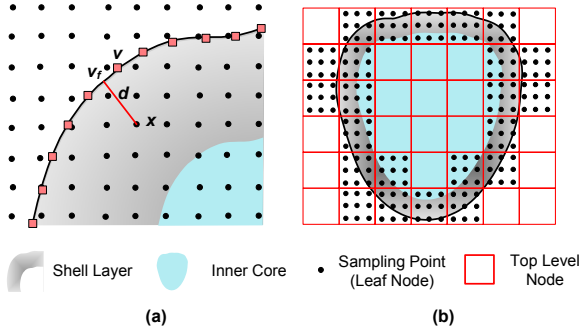 v
v_f
d
x
Shell Layer
Inner Core
Sampling Point
(Leaf Node)
Top Level
Node
(a)
(b)